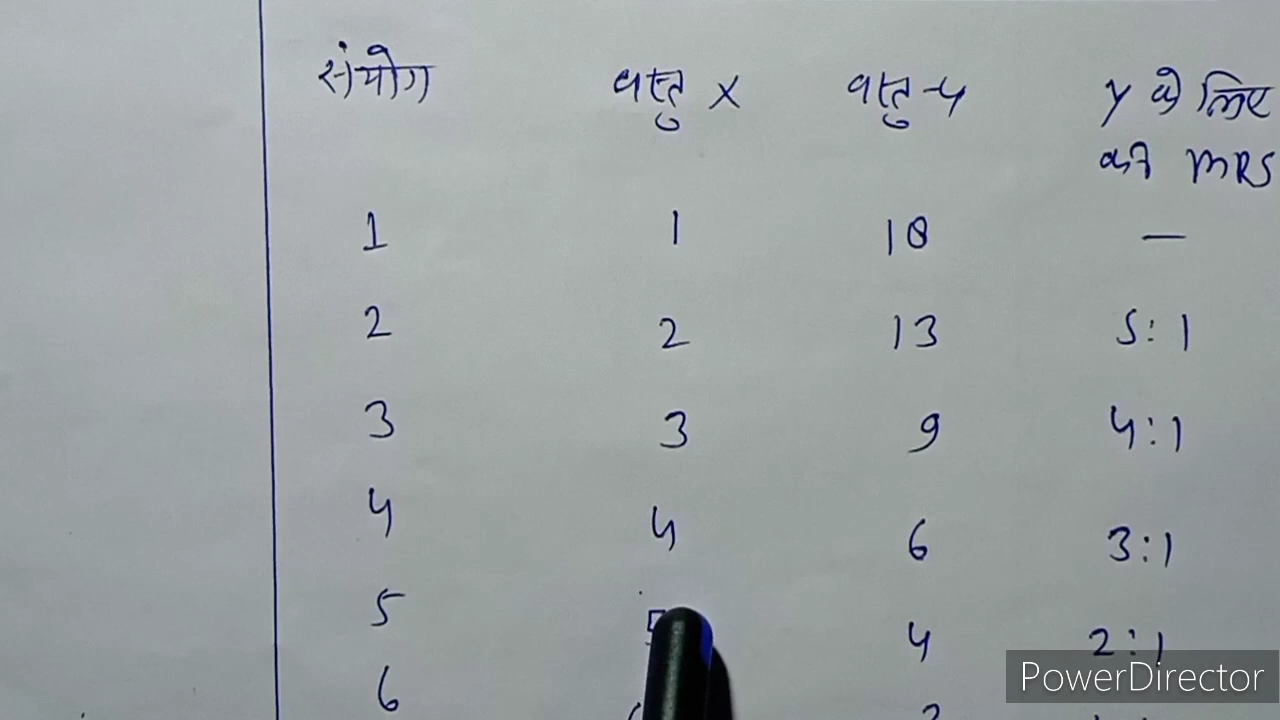 संयोग वस्तु X वस्तु-y y के लिए
की MRS
1 1 18 —
2 2 13 5:1
3 3 9 4:1
4 4 6 3:1
5 5 4 2:1
6
PowerDirector